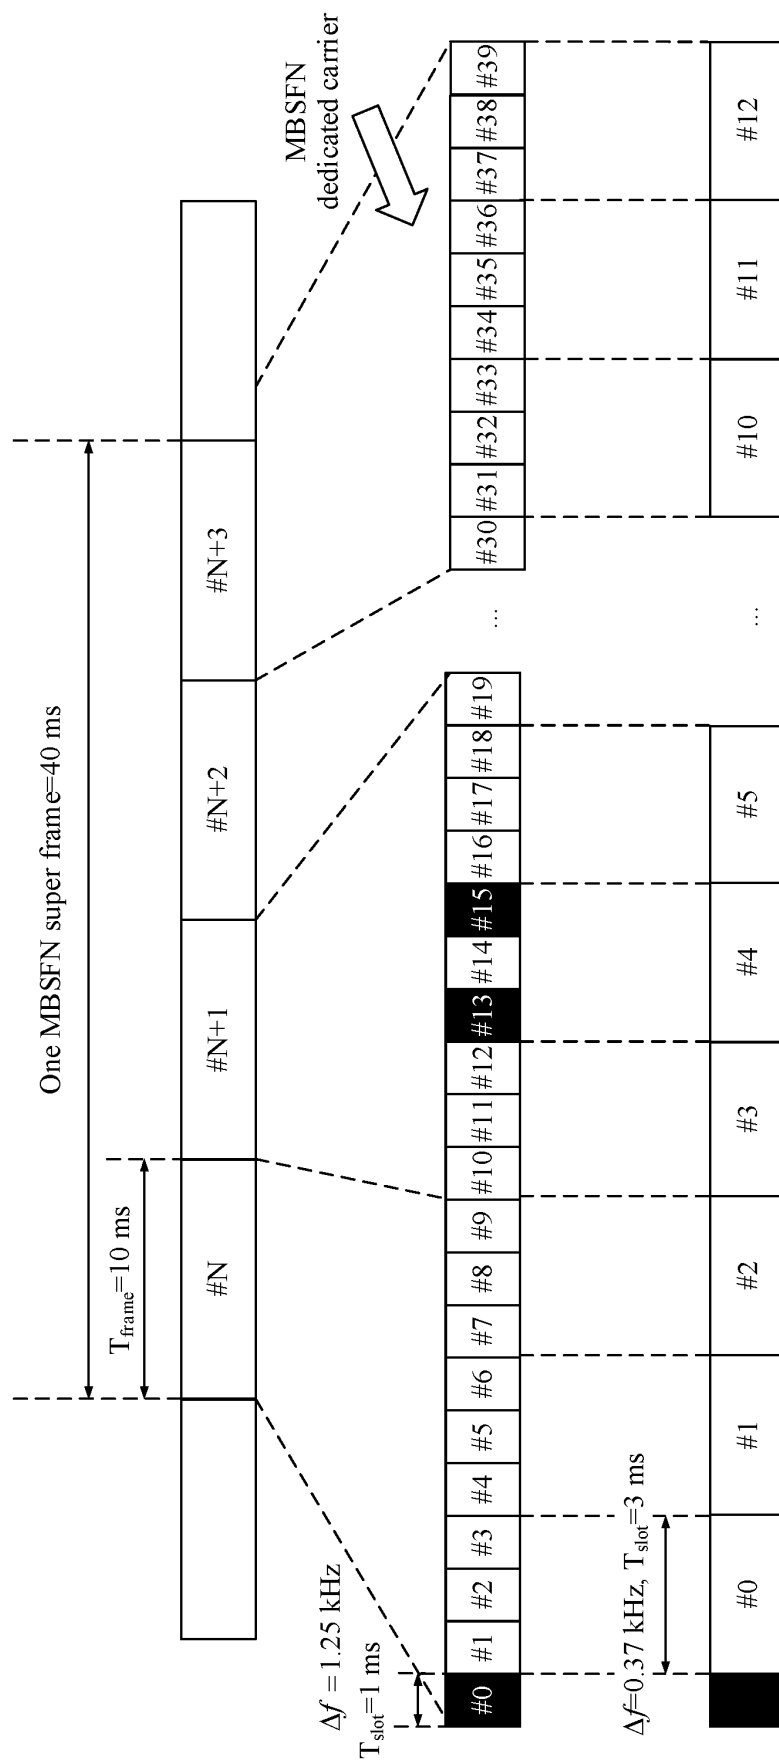 One MBSFN super frame=40 ms
T_frame=10 ms
#N
#N+1
#N+2
#N+3
MBSFN
dedicated carrier
Δf = 1.25 kHz
T_slot=1 ms
#0 #1 #2 #3 #4 #5 #6 #7 #8 #9 #10 #11 #12 #13 #14 #15 #16 #17 #18 #19 ... #30 #31 #32 #33 #34 #35 #36 #37 #38 #39
Δf=0.37 kHz, T_slot=3 ms
#0 #1 #2 #3 #4 #5 ... #10 #11 #12